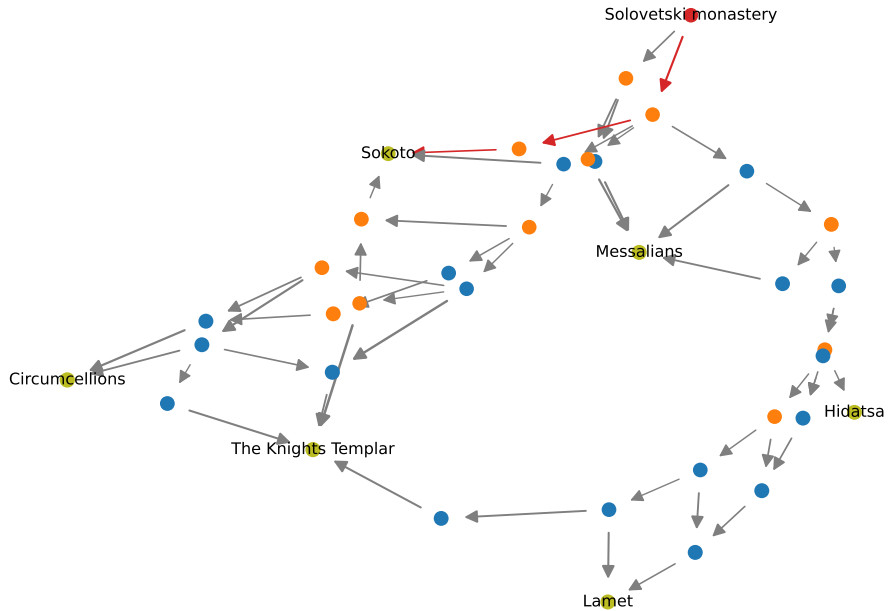 Solovetski monastery
Sokoto
Messalians
Circumcellions
Hidatsa
The Knights Templar
Lamet